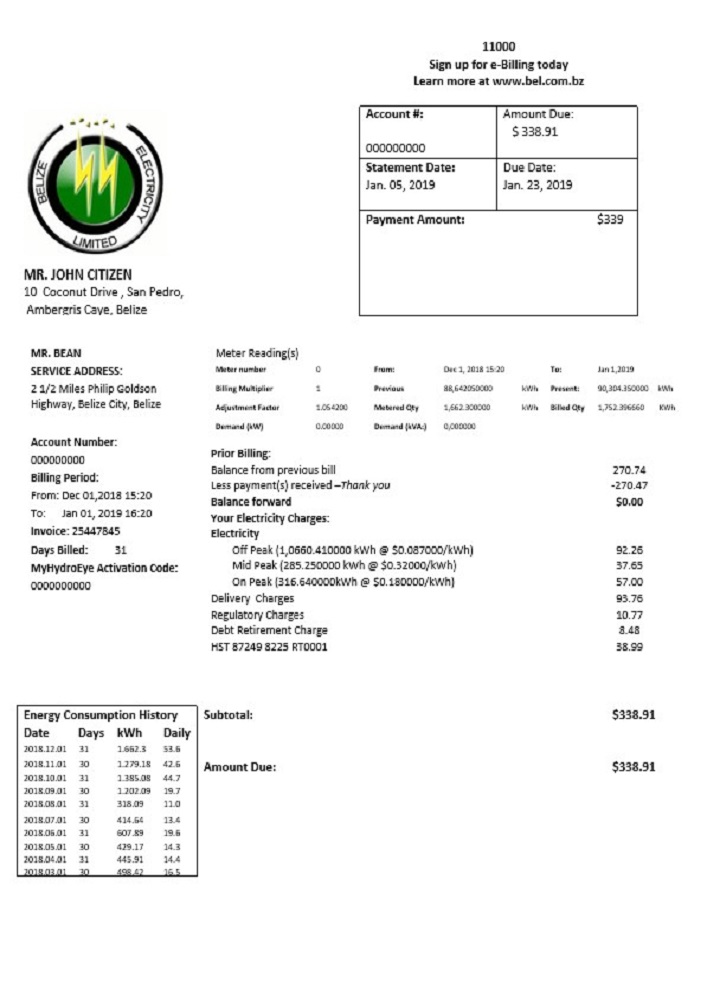 11000
Sign up for e-Billing today
Learn more at www.bel.com.bz
Account #:
000000000
Amount Due:
$ 338.91
Statement Date:
Jan. 05, 2019
Due Date:
Jan. 23, 2019
Payment Amount: $339
BELIZE ELECTRICITY LIMITED
MR. JOHN CITIZEN
10 Coconut Drive , San Pedro,
Ambergris Caye, Belize
MR. BEAN
SERVICE ADDRESS:
2 1/2 Miles Philip Goldson
Highway, Belize City, Belize
Account Number:
000000000
Billing Period:
From: Dec 01,2018 15:20
To: Jan 01, 2019 16:20
Invoice: 25447845
Days Billed: 31
MyHydroEye Activation Code:
0000000000
Meter Reading(s)
Meter number 0 From: Dec 1, 2018 15:20 To: Jan 1,2019
Billing Multiplier 1 Previous 88,642050000 kWh Present: 90,304.350000 kWh
Adjustment Factor 1.054200 Metered Qty 1,662.300000 kWh Billed Qty 1,752.396660 KWh
Demand (kW) 0.00000 Demand (kVA:) 0,000000
Prior Billing:
Balance from previous bill 270.74
Less payment(s) received –Thank you -270.47
Balance forward $0.00
Your Electricity Charges:
Electricity
Off Peak (1,0660.410000 kWh @ $0.087000/kWh) 92.26
Mid Peak (285.250000 kWh @ $0.32000/kWh) 37.65
On Peak (316.640000kWh @ $0.180000/kWh) 57.00
Delivery Charges 93.76
Regulatory Charges 10.77
Debt Retirement Charge 8.48
HST 87249 8225 RT0001 38.99
Subtotal: $338.91
Amount Due: $338.91
Energy Consumption History
Date Days kWh Daily
2018.12.01 31 1.662.3 53.6
2018.11.01 30 1.279.18 42.6
2018.10.01 31 1.385.08 44.7
2018.09.01 30 1.202.09 19.7
2018.08.01 31 318.09 11.0
2018.07.01 30 414.64 13.4
2018.06.01 31 607.89 19.6
2018.05.01 30 429.17 14.3
2018.04.01 31 445.91 14.4
2018.03.01 30 498.42 16.5